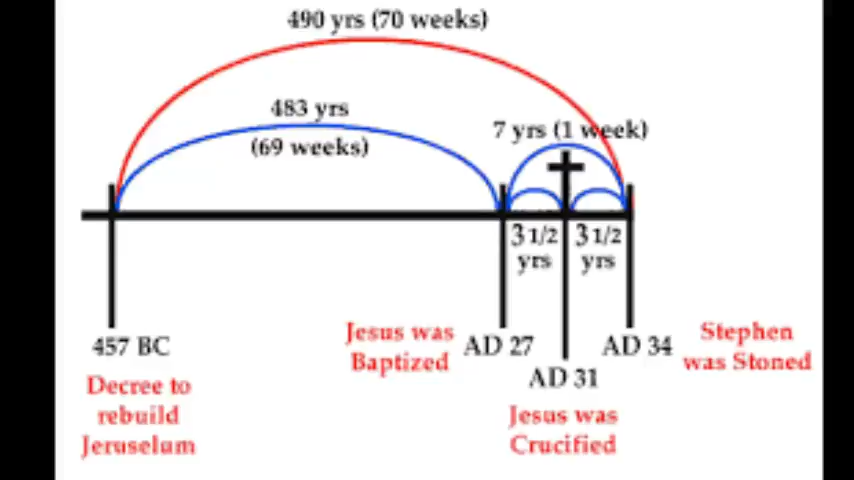 490 yrs (70 weeks)
483 yrs
(69 weeks)
7 yrs (1 week)
3 1/2
yrs
3 1/2
yrs
457 BC
Decree to
rebuild
Jeruselum
Jesus was
Baptized
AD 27
AD 31
Jesus was
Crucified
AD 34
Stephen
was Stoned